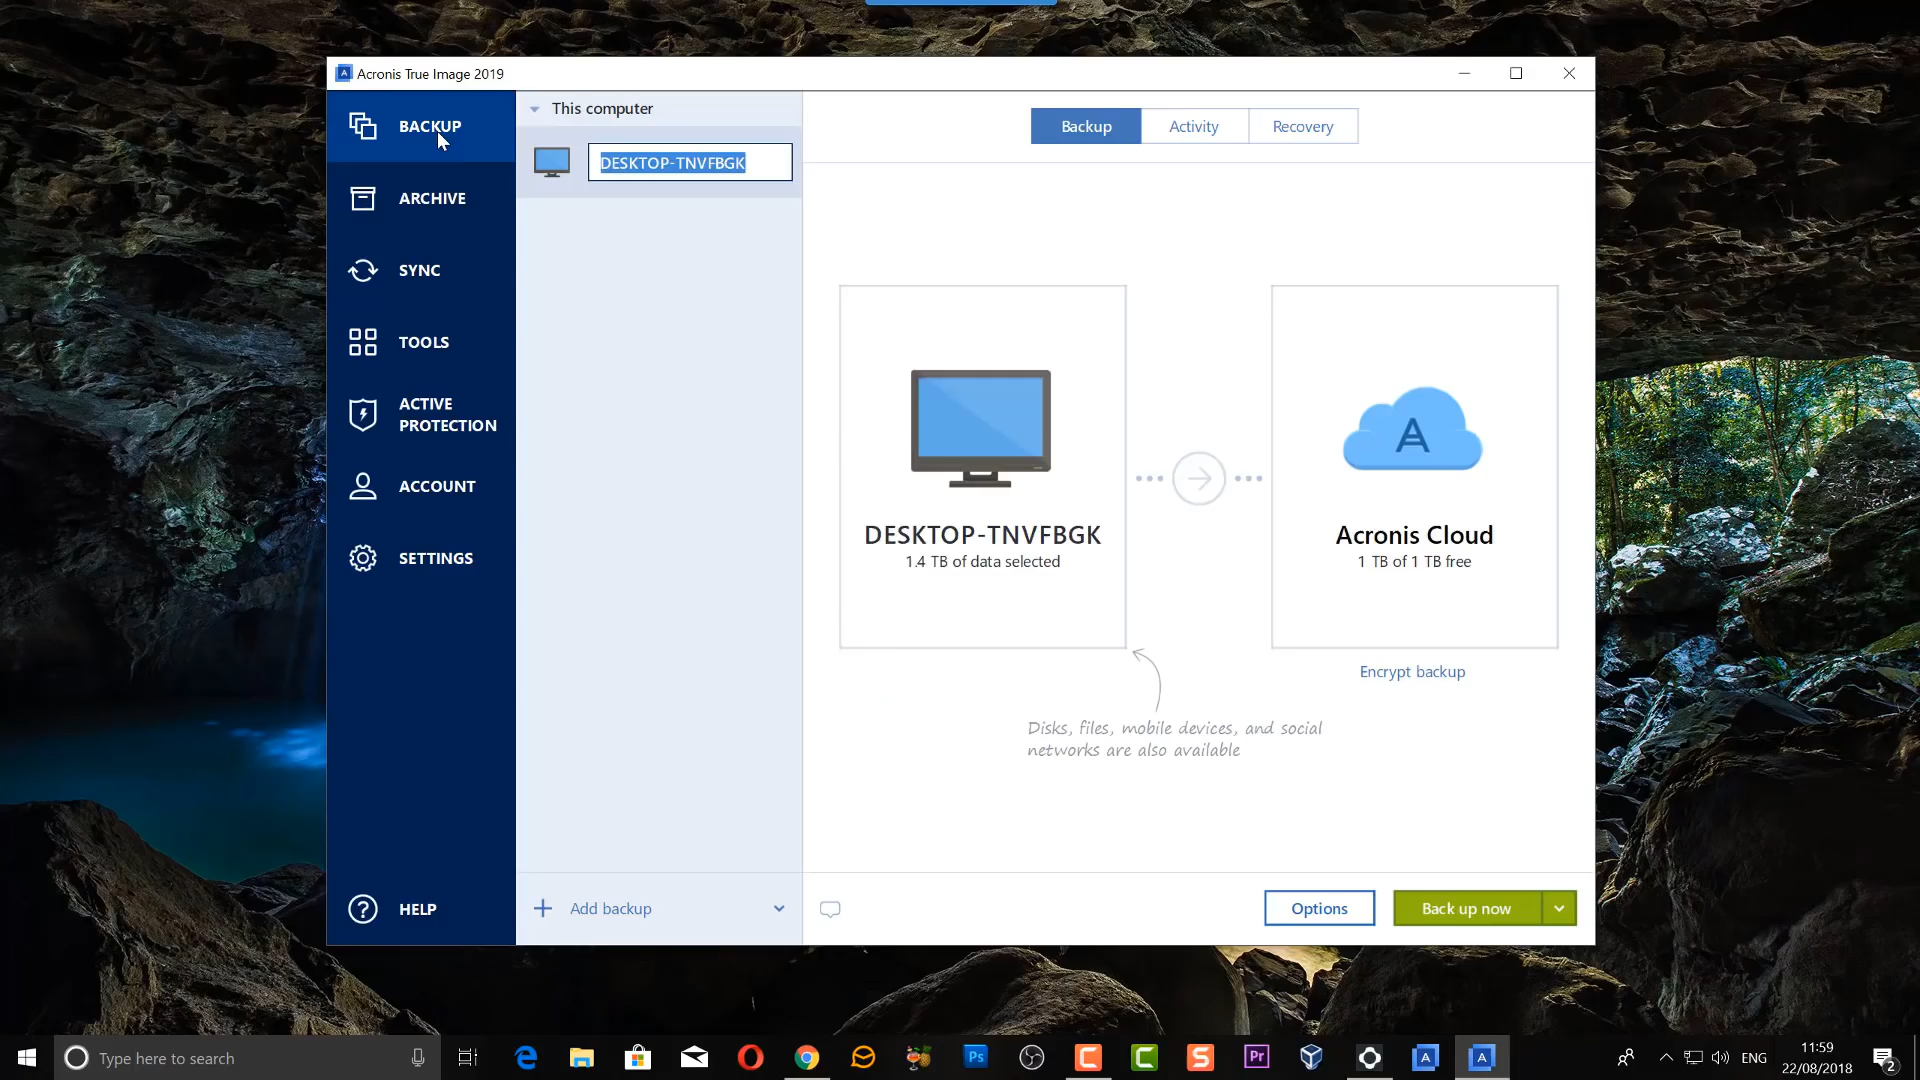 Acronis True Image 2019
BACKUP
ARCHIVE
SYNC
TOOLS
ACTIVE
PROTECTION
ACCOUNT
SETTINGS
HELP
This computer
DESKTOP-TNVFBGK
Add backup
Backup
Activity
Recovery
DESKTOP-TNVFBGK
1.4 TB of data selected
A
Acronis Cloud
1 TB of 1 TB free
Encrypt backup
Disks, files, mobile devices, and social
networks are also available
Options
Back up now
Type here to search
Ps
Pr
ENG
11:59
22/08/2018
2